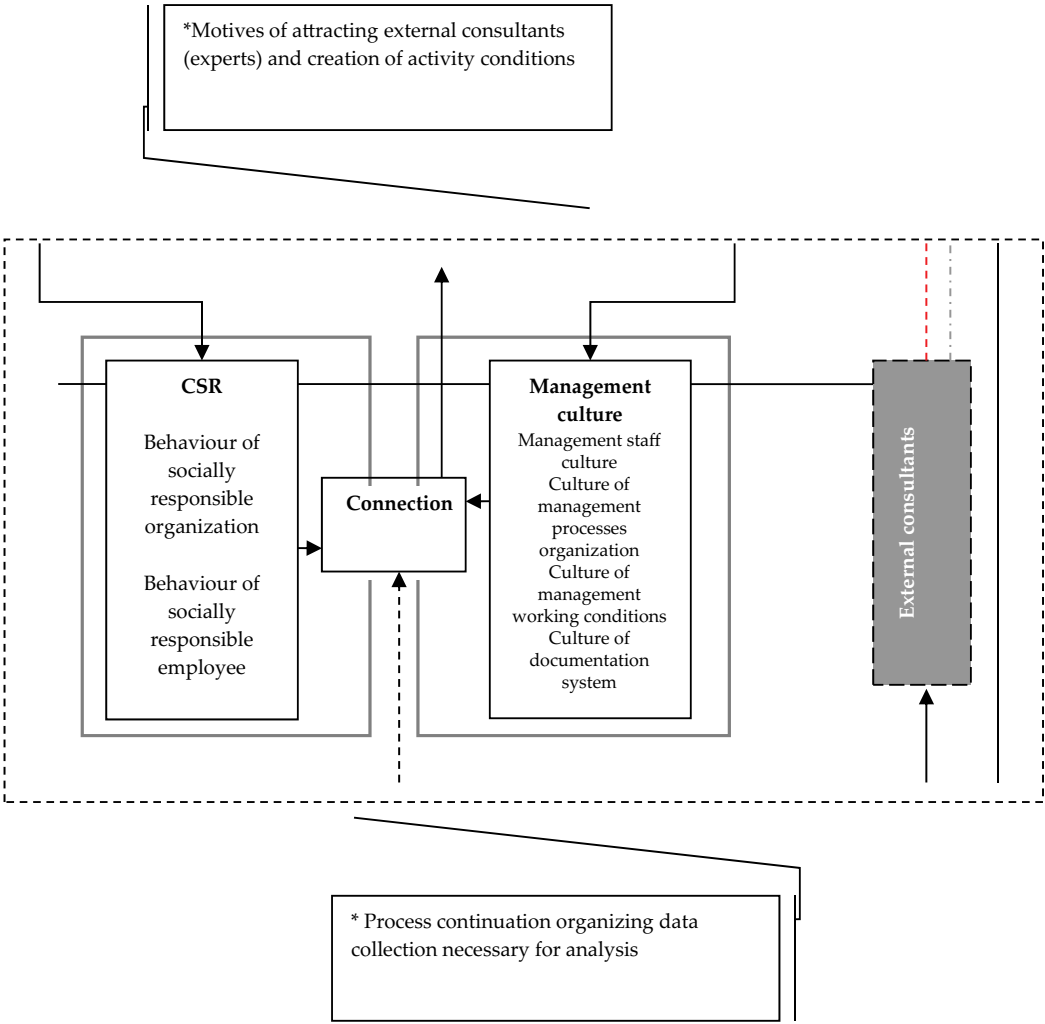 *Motives of attracting external consultants
(experts) and creation of activity conditions
CSR
Behaviour of
socially
responsible
organization
Behaviour of
socially
responsible
employee
Connection
Management
culture
Management staff
culture
Culture of
management
processes
organization
Culture of
management
working conditions
Culture of
documentation
system
External consultants
* Process continuation organizing data
collection necessary for analysis